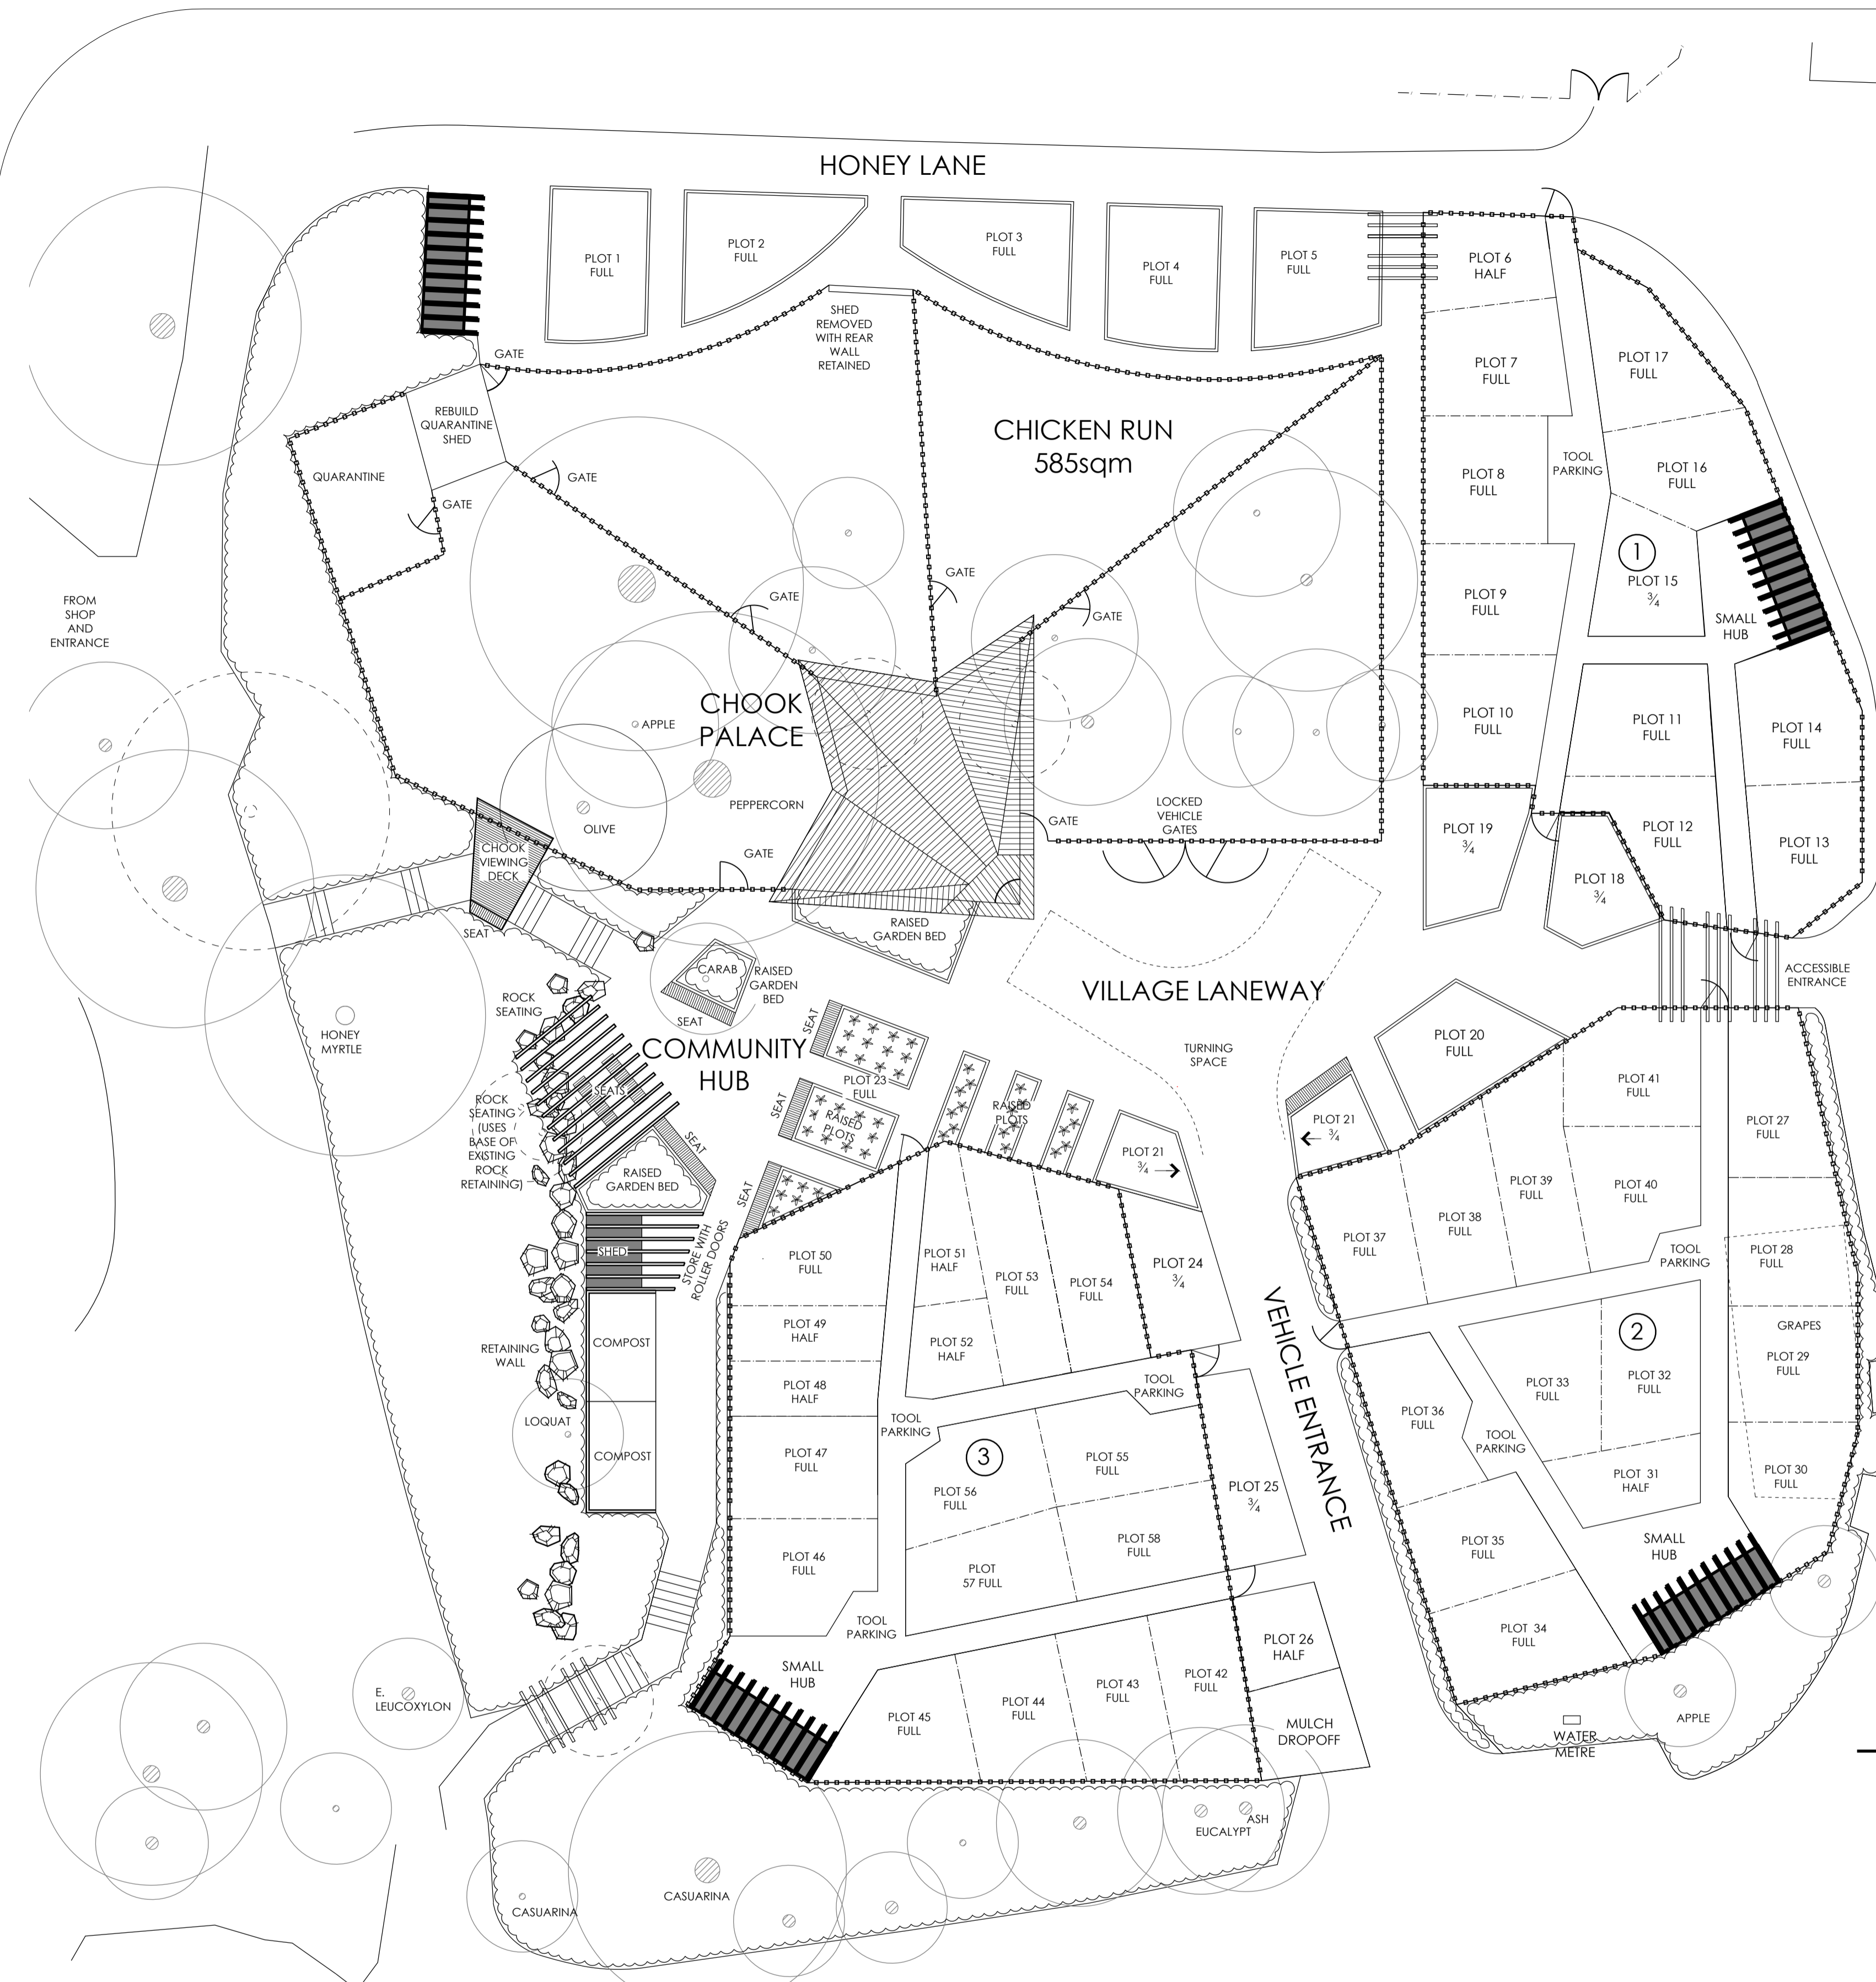 HONEY LANE
PLOT 1
FULL
PLOT 2
FULL
PLOT 3
FULL
PLOT 4
FULL
PLOT 5
FULL
PLOT 6
HALF
SHED
REMOVED
WITH REAR
WALL
RETAINED
GATE
PLOT 7
FULL
PLOT 17
FULL
REBUILD
QUARANTINE
SHED
CHICKEN RUN
585sqm
QUARANTINE
GATE
GATE
PLOT 8
FULL
TOOL
PARKING
PLOT 16
FULL
1
PLOT 15
¾
SMALL
HUB
FROM
SHOP
AND
ENTRANCE
GATE
GATE
GATE
PLOT 9
FULL
CHOOK
PALACE
APPLE
PEPPERCORN
OLIVE
PLOT 10
FULL
PLOT 11
FULL
PLOT 14
FULL
LOCKED
VEHICLE
GATES
GATE
PLOT 19
¾
PLOT 12
FULL
PLOT 13
FULL
CHOOK
VIEWING
DECK
GATE
PLOT 18
¾
SEAT
RAISED
GARDEN BED
CARAB
RAISED
GARDEN
BED
SEAT
ACCESSIBLE
ENTRANCE
VILLAGE LANEWAY
ROCK
SEATING
HONEY
MYRTLE
COMMUNITY
HUB
SEAT
PLOT 20
FULL
TURNING
SPACE
SEATS
PLOT 23
FULL
PLOT 41
FULL
ROCK
SEATING
(USES
BASE OF
EXISTING
ROCK
RETAINING)
SEAT
RAISED
PLOTS
RAISED
PLOTS
PLOT 21
¾
PLOT 27
FULL
SEAT
PLOT 21
¾
RAISED
GARDEN BED
SEAT
PLOT 39
FULL
PLOT 40
FULL
PLOT 38
FULL
PLOT 37
FULL
SHED
STORE WITH
ROLLER DOORS
PLOT 50
FULL
PLOT 51
HALF
PLOT 53
FULL
PLOT 54
FULL
PLOT 24
¾
TOOL
PARKING
PLOT 28
FULL
VEHICLE ENTRANCE
RETAINING
WALL
COMPOST
PLOT 49
HALF
PLOT 52
HALF
2
GRAPES
PLOT 29
FULL
PLOT 48
HALF
TOOL
PARKING
PLOT 33
FULL
PLOT 32
FULL
LOQUAT
TOOL
PARKING
PLOT 36
FULL
TOOL
PARKING
COMPOST
PLOT 47
FULL
3
PLOT 55
FULL
PLOT 56
FULL
PLOT 25
¾
PLOT 31
HALF
PLOT 30
FULL
PLOT 46
FULL
PLOT 58
FULL
PLOT
57 FULL
PLOT 35
FULL
SMALL
HUB
TOOL
PARKING
PLOT 26
HALF
PLOT 34
FULL
SMALL
HUB
PLOT 45
FULL
PLOT 44
FULL
PLOT 43
FULL
PLOT 42
FULL
E.
LEUCOXYLON
MULCH
DROPOFF
WATER
METRE
APPLE
ASH
EUCALYPT
CASUARINA
CASUARINA